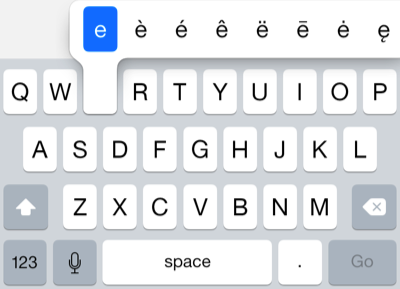 e è é ê ë ē ė ę
Q W R T Y U I O P
A S D F G H J K L
Z X C V B N M
123 space . Go